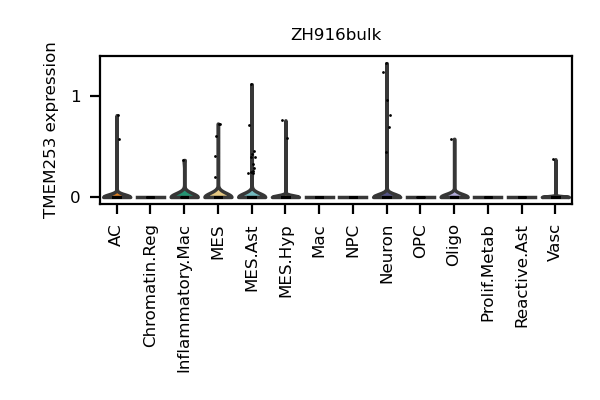 ZH916bulk
TMEM253 expression
1
0
AC
Chromatin.Reg
Inflammatory.Mac
MES
MES.Ast
MES.Hyp
Mac
NPC
Neuron
OPC
Oligo
Prolif.Metab
Reactive.Ast
Vasc